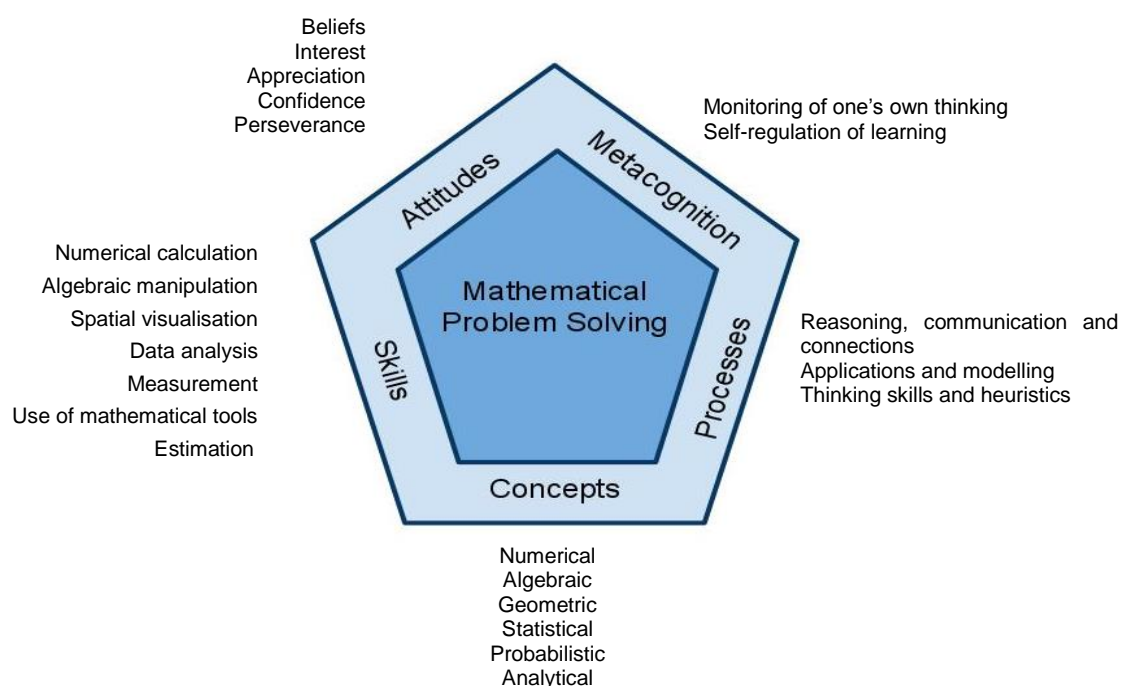 Beliefs
Interest
Appreciation
Confidence
Perseverance
Monitoring of one’s own thinking
Self-regulation of learning
Attitudes
Metacognition
Numerical calculation
Algebraic manipulation
Spatial visualisation
Data analysis
Measurement
Use of mathematical tools
Estimation
Mathematical
Problem Solving
Skills
Processes
Reasoning, communication and
connections
Applications and modelling
Thinking skills and heuristics
Concepts
Numerical
Algebraic
Geometric
Statistical
Probabilistic
Analytical